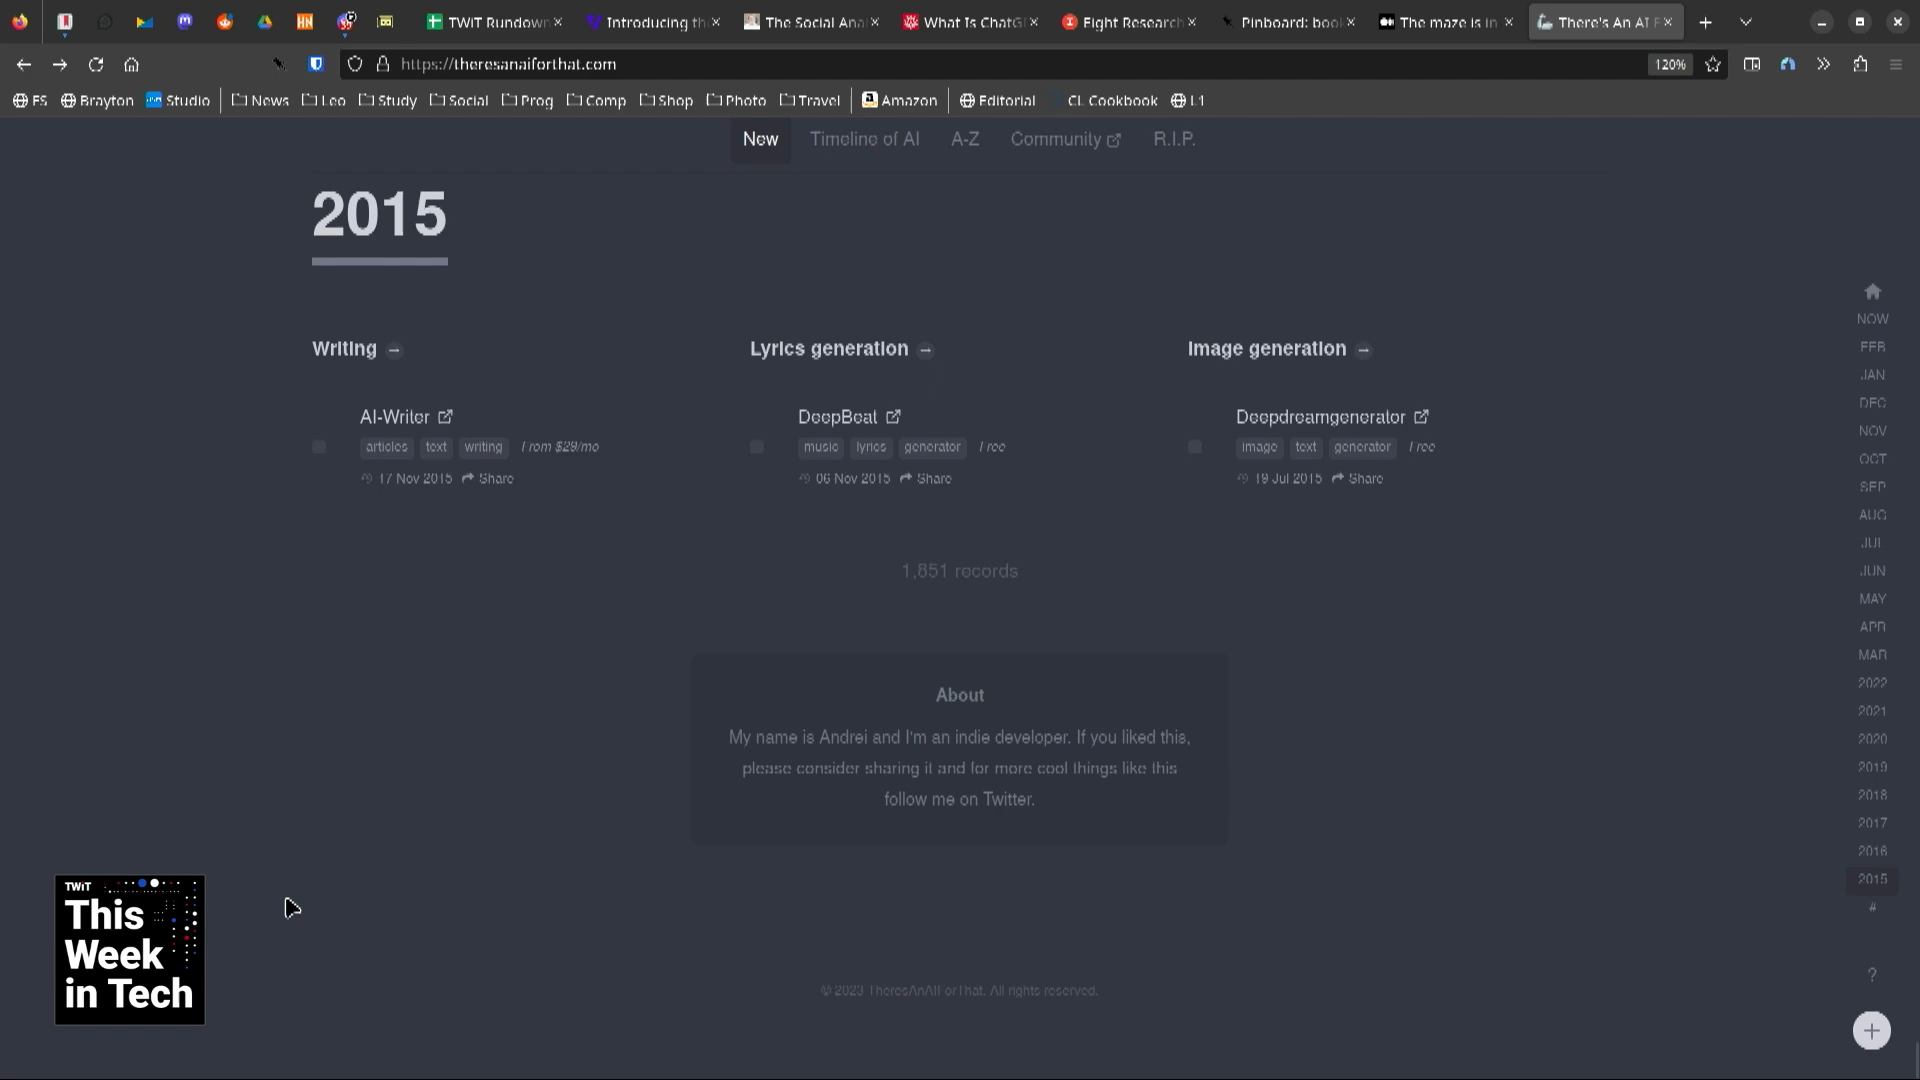 TWiT Rundown
Introducing th
The Social Anal
What Is ChatG
Eight Research
Pinboard: boo
The maze is in
There's An AI F
https://theresanaiforthat.com
120%
FS
Brayton
Studio
News
Leo
Study
Social
Prog
Comp
Shop
Photo
Travel
Amazon
Editorial
CL Cookbook
L1
New
Timeline of AI
A-Z
Community
R.I.P.
2015
Writing
Lyrics generation
Image generation
AI-Writer
articles text writing From $29/mo
17 Nov 2015 Share
DeepBeat
music lyrics generator Free
06 Nov 2015 Share
Deepdreamgenerator
image text generator Free
19 Jul 2015 Share
1,851 records
About
My name is Andrei and I'm an indie developer. If you liked this,
please consider sharing it and for more cool things like this
follow me on Twitter.
© 2023 TheresAnAIForThat. All rights reserved.
NOW
FEB
JAN
DEC
NOV
OCT
SEP
AUG
JUL
JUN
MAY
APR
MAR
2022
2021
2020
2019
2018
2017
2016
2015
#
?
TWiT
This
Week
in Tech